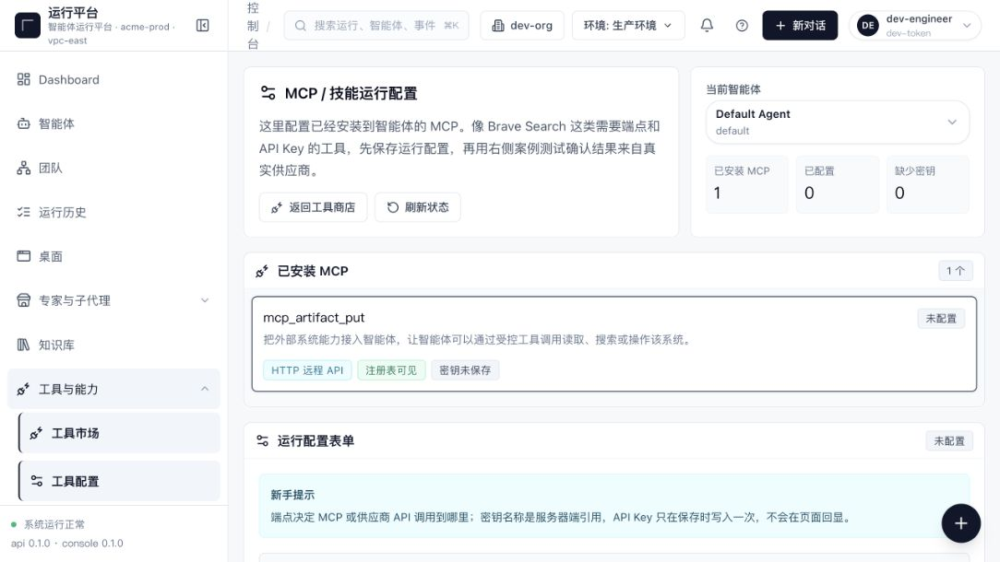 运行平台
智能体运行平台 · acme-prod ·
vpc-east
控
制
台
/
搜索运行、智能体、事件 ⌘K
dev-org
环境: 生产环境
新对话
DE
dev-engineer
dev-token
Dashboard
智能体
团队
运行历史
桌面
专家与子代理
知识库
工具与能力
工具市场
工具配置
系统运行正常
api 0.1.0 · console 0.1.0
MCP / 技能运行配置
这里配置已经安装到智能体的 MCP。像 Brave Search 这类需要端点和
API Key 的工具，先保存运行配置，再用右侧案例测试确认结果来自真
实供应商。
返回工具商店
刷新状态
当前智能体
Default Agent
default
已安装 MCP
1
已配置
0
缺少密钥
0
已安装 MCP
1 个
mcp_artifact_put
未配置
把外部系统能力接入智能体，让智能体可以通过受控工具调用读取、搜索或操作该系统。
HTTP 远程 API
注册表可见
密钥未保存
运行配置表单
未配置
新手提示
端点决定 MCP 或供应商 API 调用到哪里；密钥名称是服务器端引用，API Key 只在保存时写入一次，不会在页面回显。